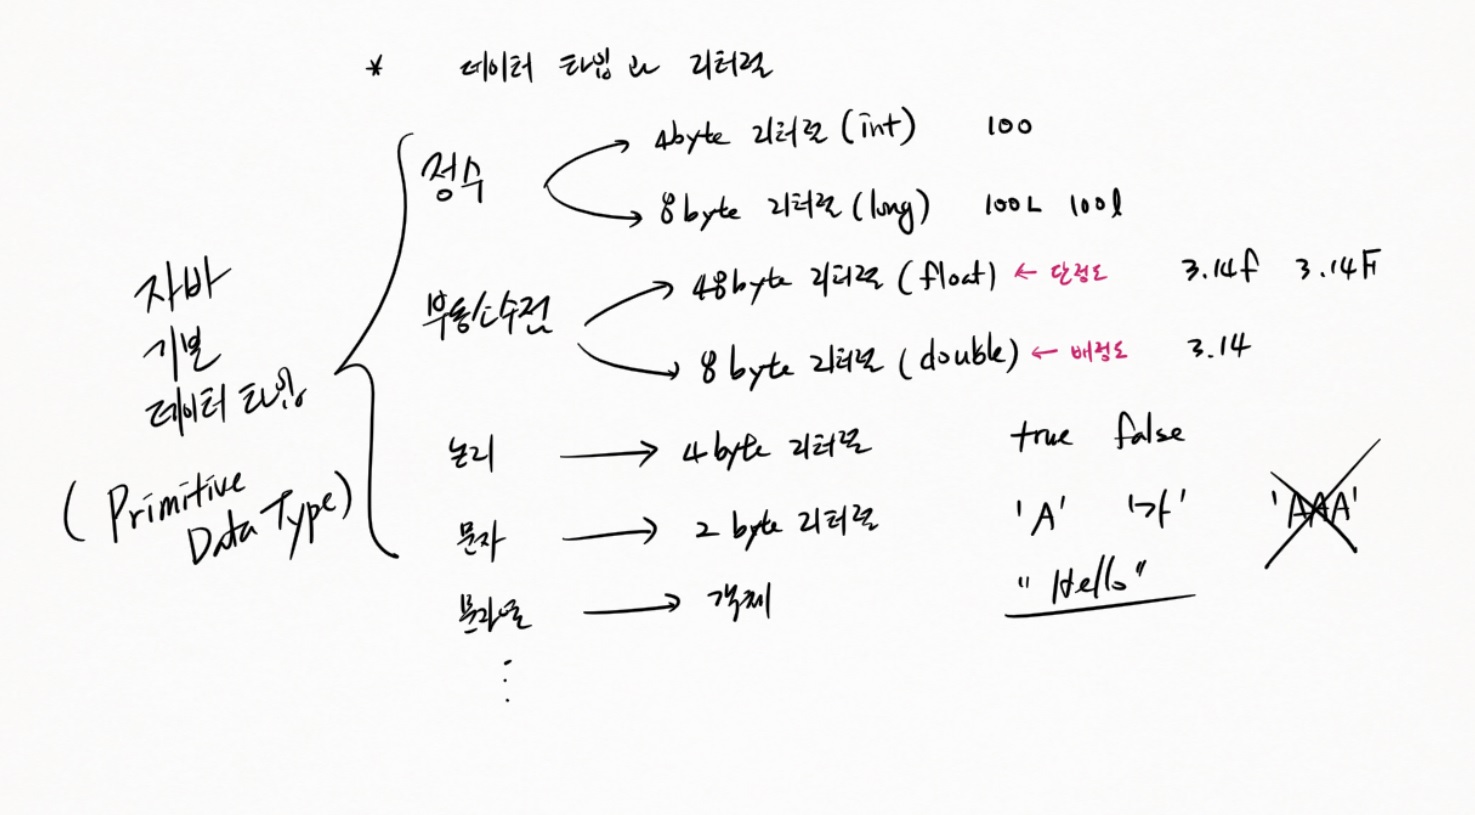 * 데이터 타입 과 리터럴
정수
4byte 리터럴 (int) 100
8byte 리터럴 (long) 100L 100l
자바
기본
데이터 타입
(Primitive
Data Type)
부동소수점
48byte 리터럴 (float) ← 단정도 3.14f 3.14F
8byte 리터럴 (double) ← 배정도 3.14
논리 → 4byte 리터럴 true false
문자 → 2byte 리터럴 'A' '가' 'AAA'
문자열 → 객체 "Hello"
⋮